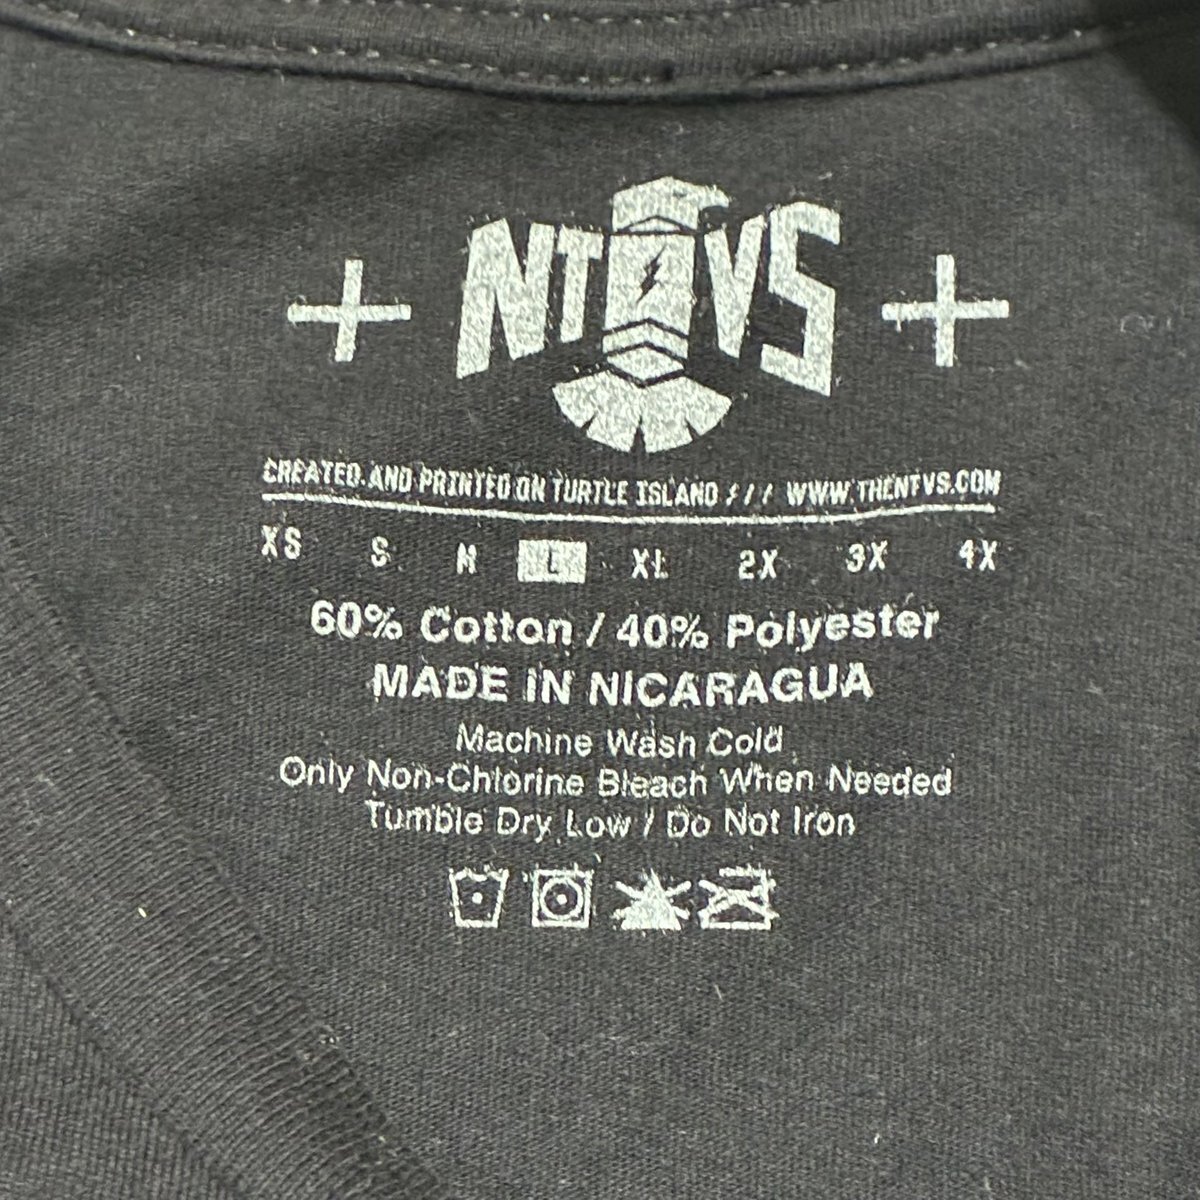 + NTVS +
CREATED AND PRINTED ON TURTLE ISLAND /// WWW.THENTVS.COM
XS S M L XL 2X 3X 4X
60% Cotton / 40% Polyester
MADE IN NICARAGUA
Machine Wash Cold
Only Non-Chlorine Bleach When Needed
Tumble Dry Low / Do Not Iron